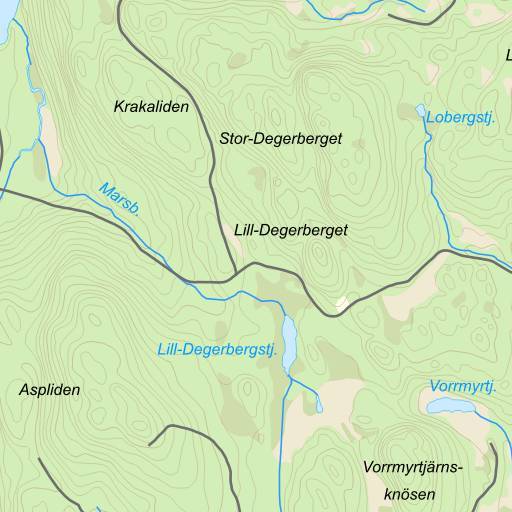 L
Krakaliden
Lobergstj.
Stor-Degerberget
Marsb.
Lill-Degerberget
Lill-Degerbergstj.
Aspliden
Vorrmyrtj.
Vorrmyrtjärns-
knösen